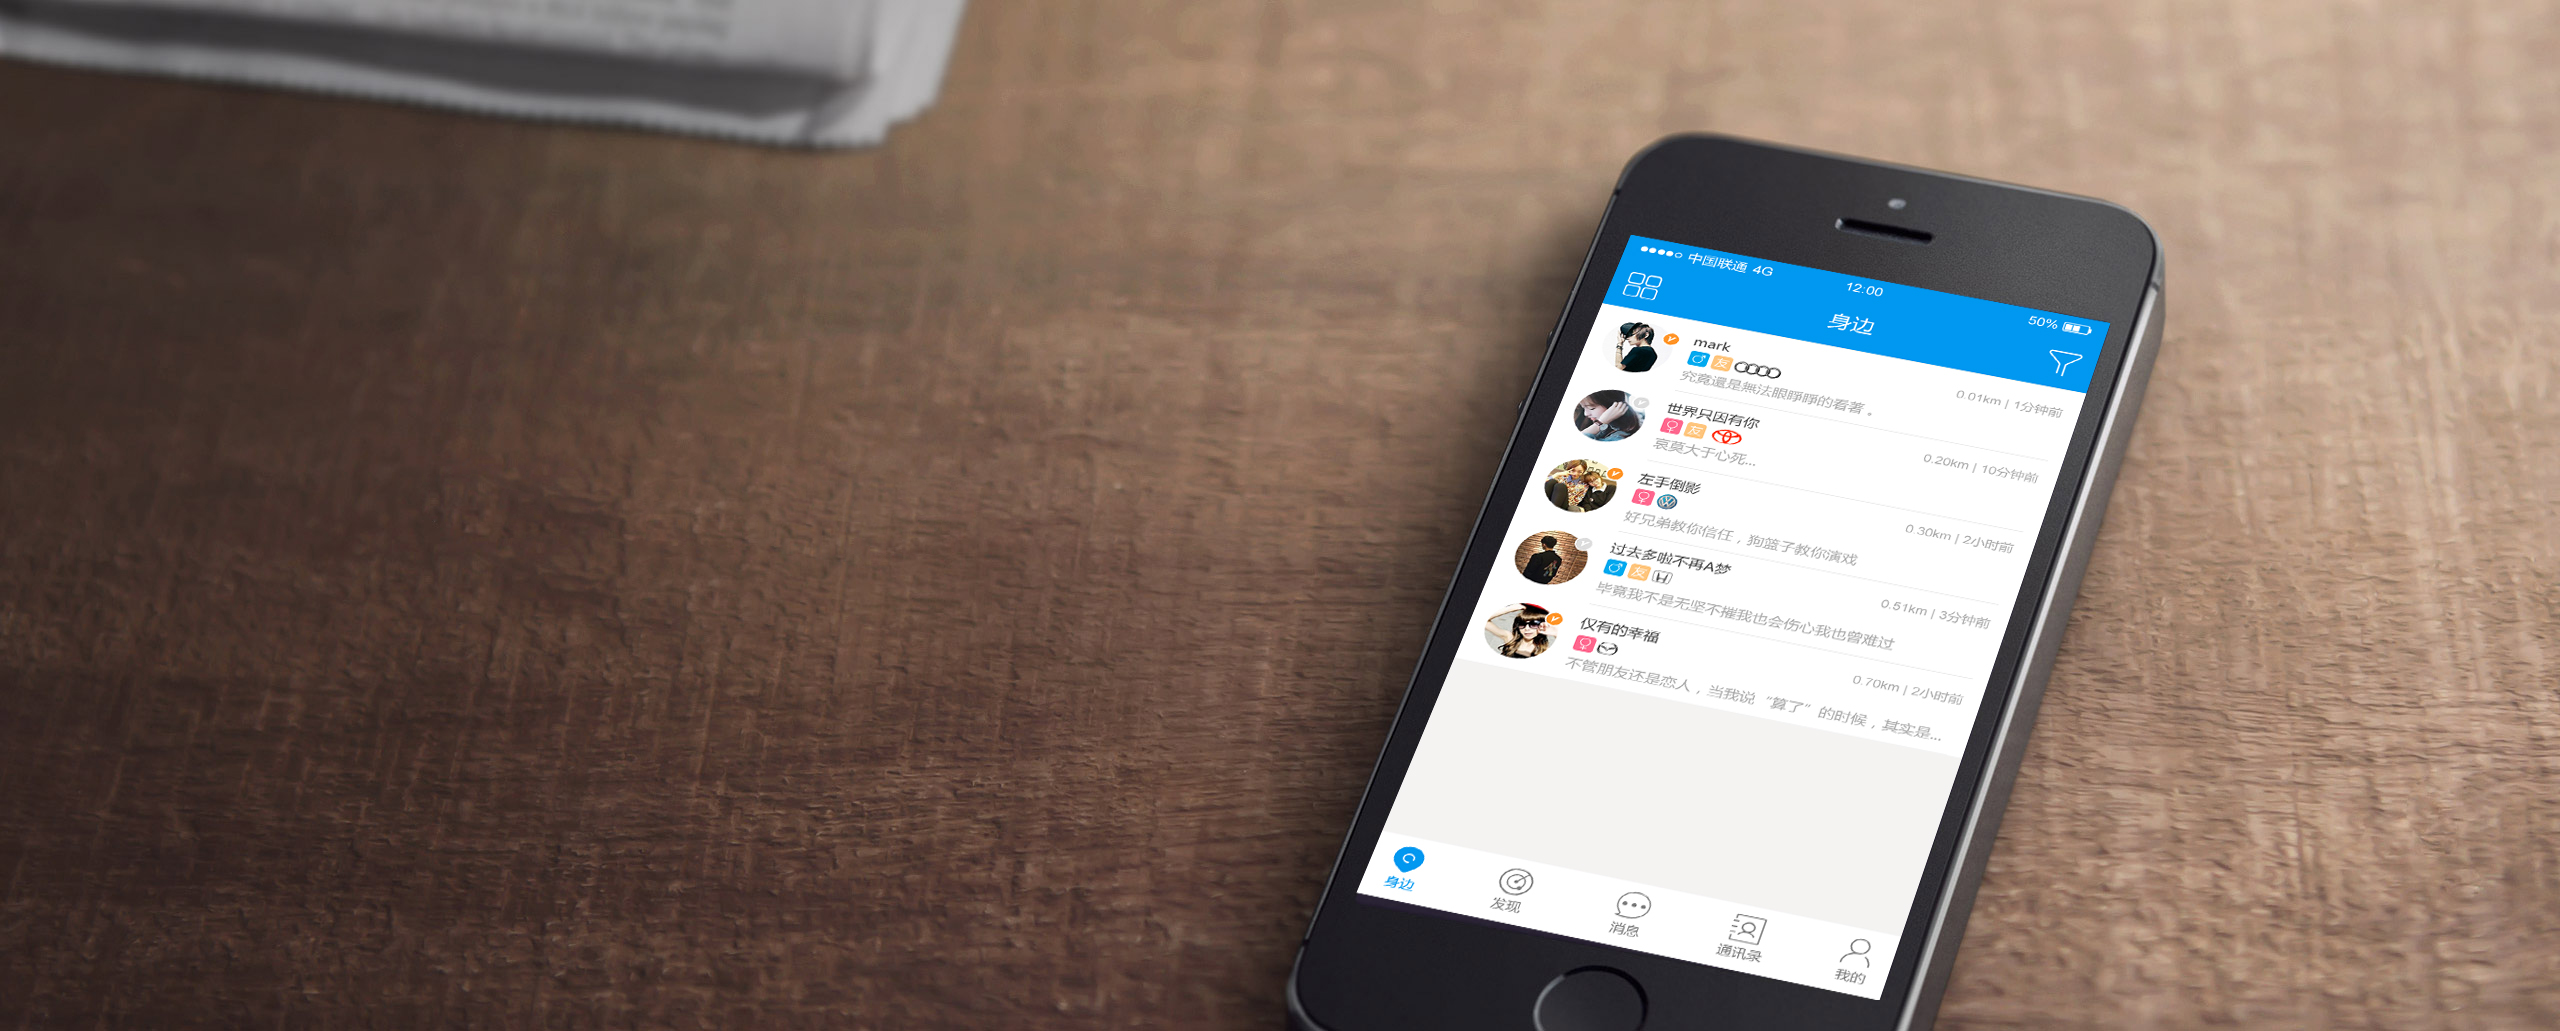 中国联通 4G
12:00
50%
身边
mark
友
究竟還是無法眼睁睁的看著。
0.01km | 1分钟前
世界只因有你
友
哀莫大于心死...
0.20km | 10分钟前
左手倒影
好兄弟教你信任，狗篮子教你演戏
0.30km | 2小时前
过去多啦不再A梦
友
毕竟我不是无坚不摧我也会伤心我也曾难过
0.51km | 3分钟前
仅有的幸福
不管朋友还是恋人，当我说“算了”的时候，其实是...
0.70km | 2小时前
身边
发现
消息
通讯录
我的